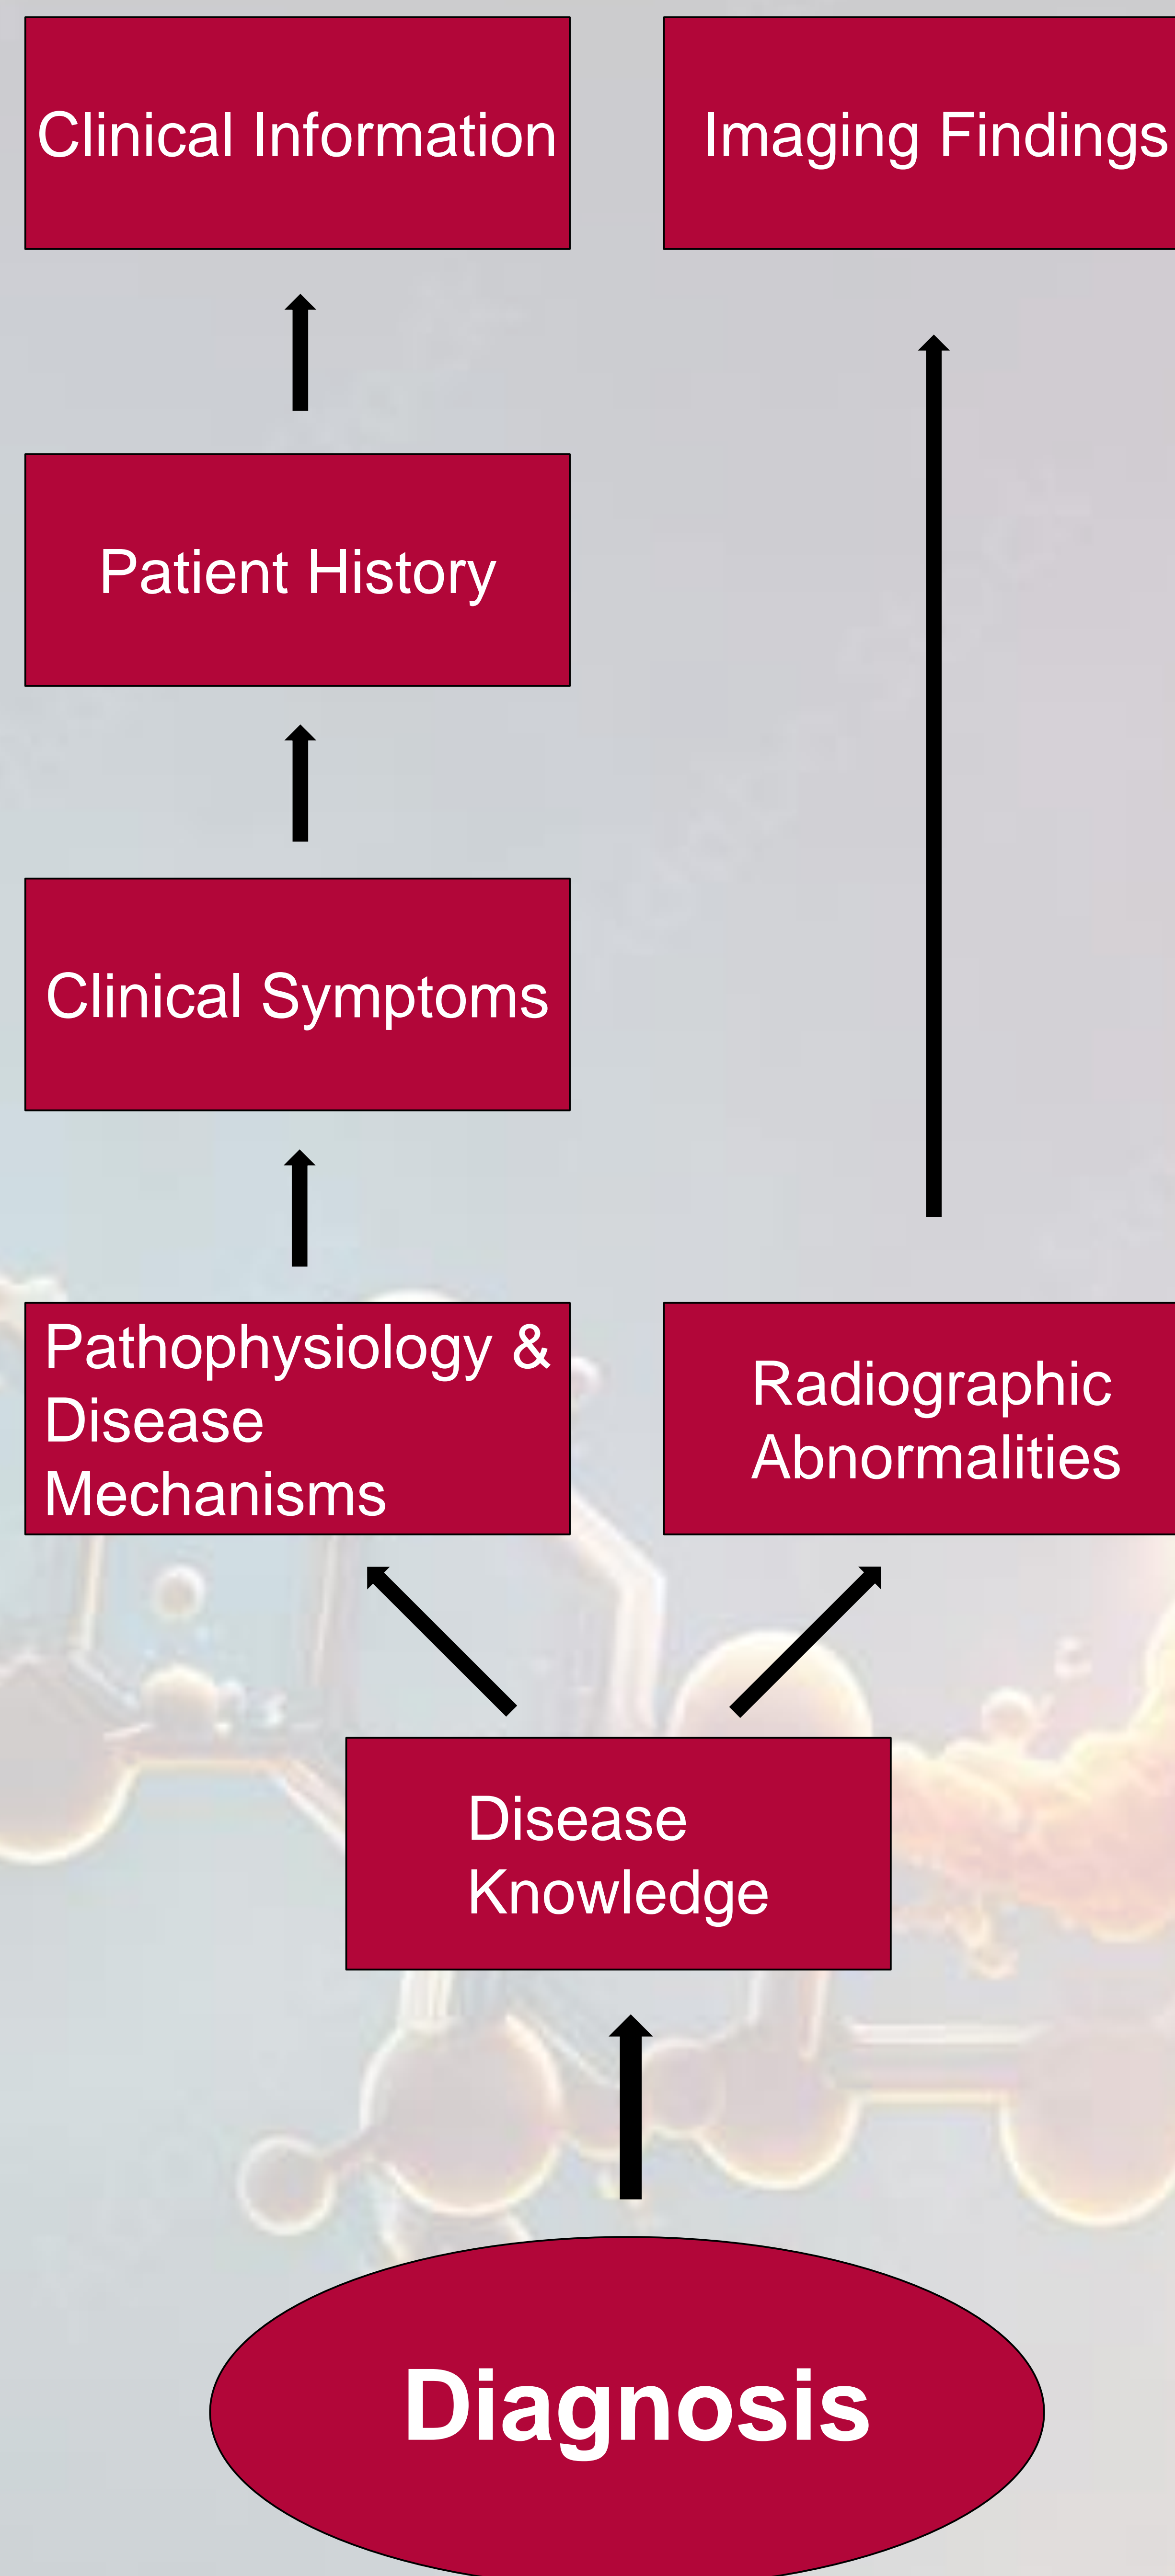 Clinical Information
Imaging Findings
Patient History
Clinical Symptoms
Pathophysiology &
Disease
Mechanisms
Radiographic
Abnormalities
Disease
Knowledge
Diagnosis